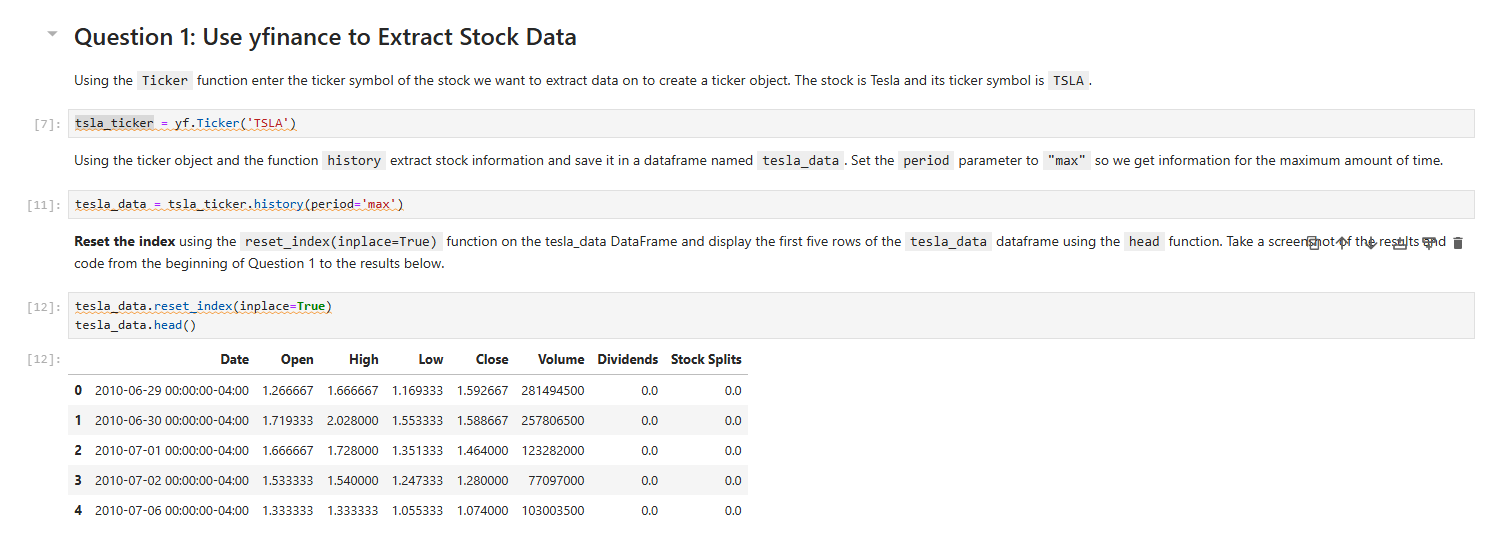 Question 1: Use yfinance to Extract Stock Data
Using the Ticker function enter the ticker symbol of the stock we want to extract data on to create a ticker object. The stock is Tesla and its ticker symbol is TSLA.
[7]: tsla_ticker = yf.Ticker('TSLA')
Using the ticker object and the function history extract stock information and save it in a dataframe named tesla_data. Set the period parameter to "max" so we get information for the maximum amount of time.
[11]: tesla_data = tsla_ticker.history(period='max')
Reset the index using the reset_index(inplace=True) function on the tesla_data DataFrame and display the first five rows of the tesla_data dataframe using the head function. Take a screenshot of the results and
code from the beginning of Question 1 to the results below.
[12]: tesla_data.reset_index(inplace=True)
tesla_data.head()
[12]: Date Open High Low Close Volume Dividends Stock Splits
0 2010-06-29 00:00:00-04:00 1.266667 1.666667 1.169333 1.592667 281494500 0.0 0.0
1 2010-06-30 00:00:00-04:00 1.719333 2.028000 1.553333 1.588667 257806500 0.0 0.0
2 2010-07-01 00:00:00-04:00 1.666667 1.728000 1.351333 1.464000 123282000 0.0 0.0
3 2010-07-02 00:00:00-04:00 1.533333 1.540000 1.247333 1.280000 77097000 0.0 0.0
4 2010-07-06 00:00:00-04:00 1.333333 1.333333 1.055333 1.074000 103003500 0.0 0.0